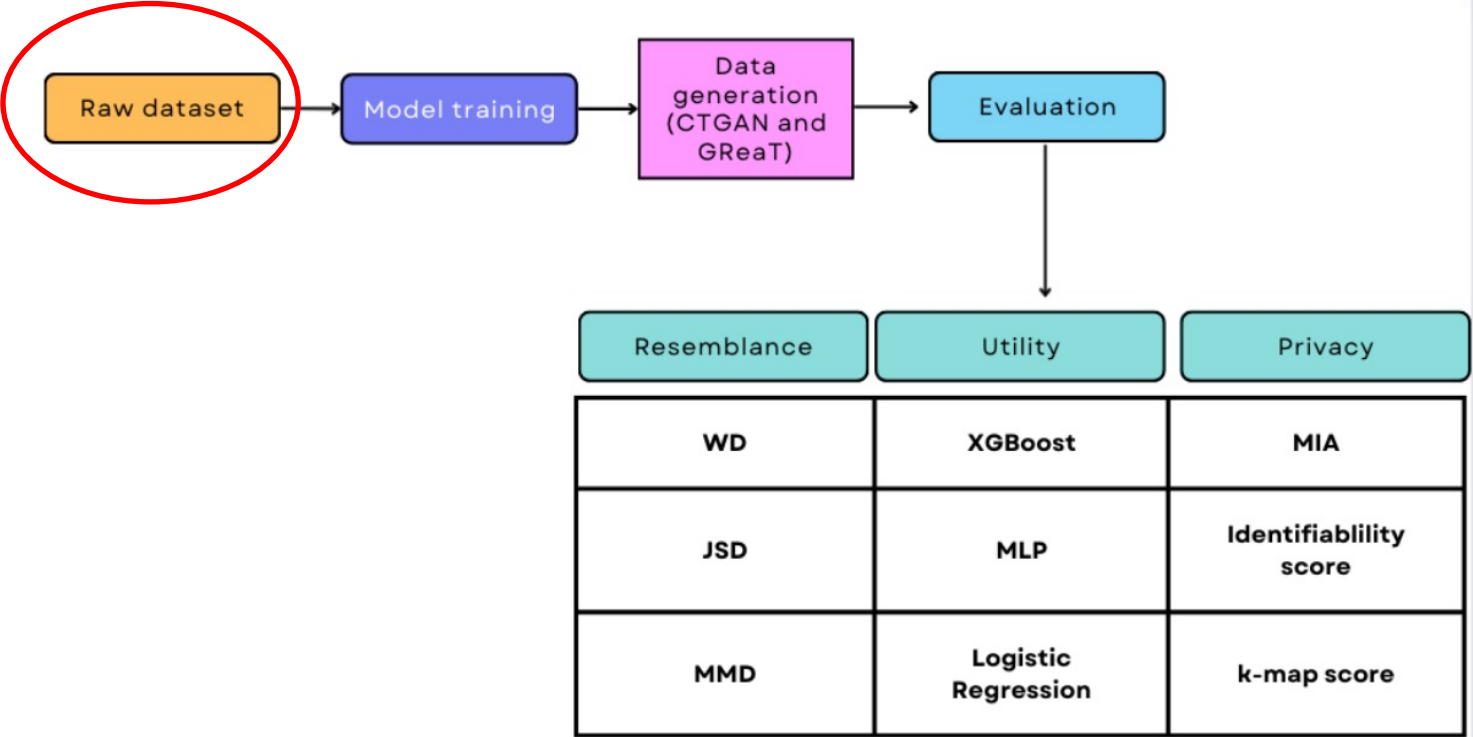 Raw dataset
Model training
Data
generation
(CTGAN and
GReaT)
Evaluation
Resemblance
Utility
Privacy
WD
XGBoost
MIA
JSD
MLP
Identifiablility
score
MMD
Logistic
Regression
k-map score